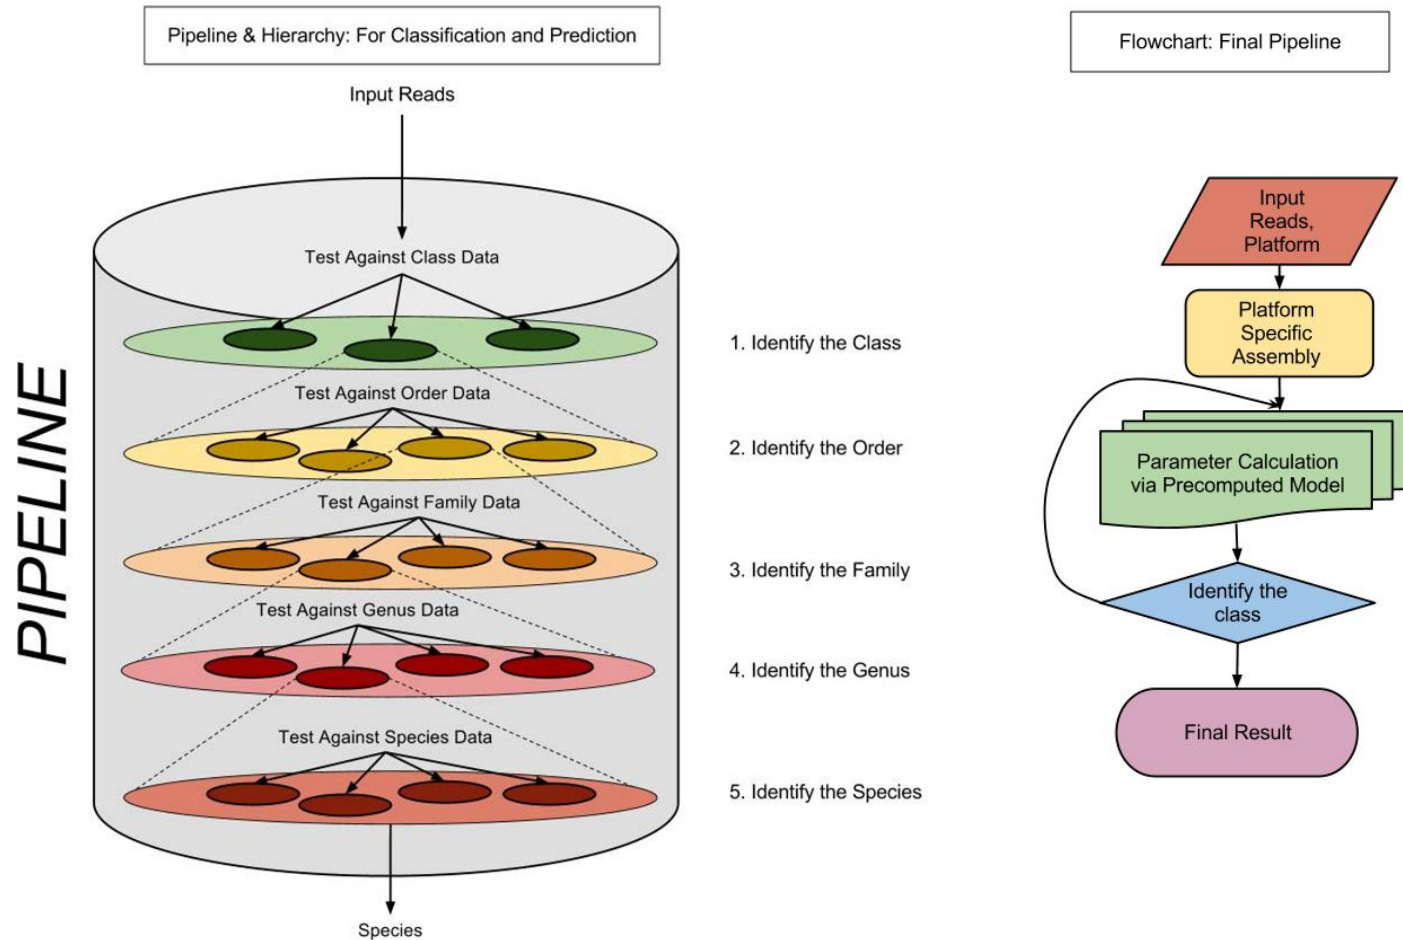 Pipeline & Hierarchy: For Classification and Prediction
Input Reads
PIPELINE
Test Against Class Data
1. Identify the Class
Test Against Order Data
2. Identify the Order
Test Against Family Data
3. Identify the Family
Test Against Genus Data
4. Identify the Genus
Test Against Species Data
5. Identify the Species
Species
Flowchart: Final Pipeline
Input
Reads,
Platform
Platform
Specific
Assembly
Parameter Calculation
via Precomputed Model
Identify the
class
Final Result